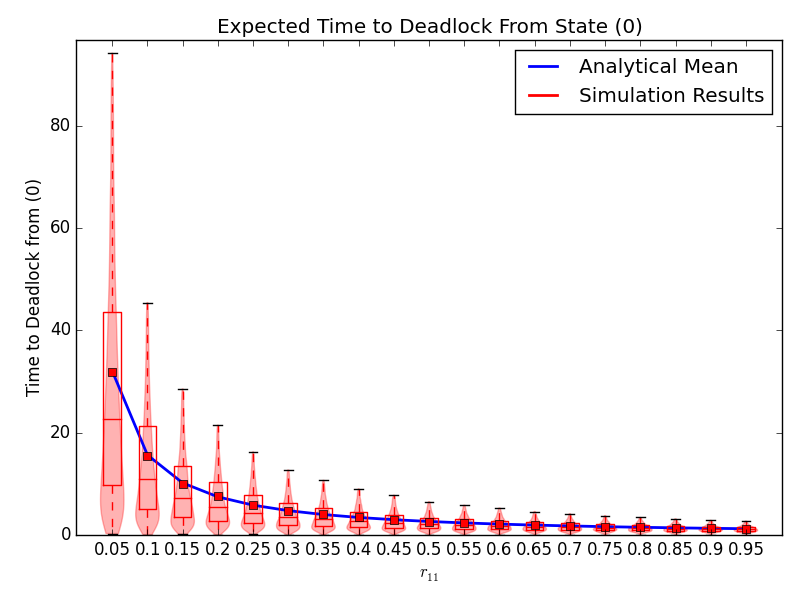 Expected Time to Deadlock From State (0)
Analytical Mean
Simulation Results
Time to Deadlock from (0)
80
60
40
20
0
0.05 0.1 0.15 0.2 0.25 0.3 0.35 0.4 0.45 0.5 0.55 0.6 0.65 0.7 0.75 0.8 0.85 0.9 0.95
r₁₁